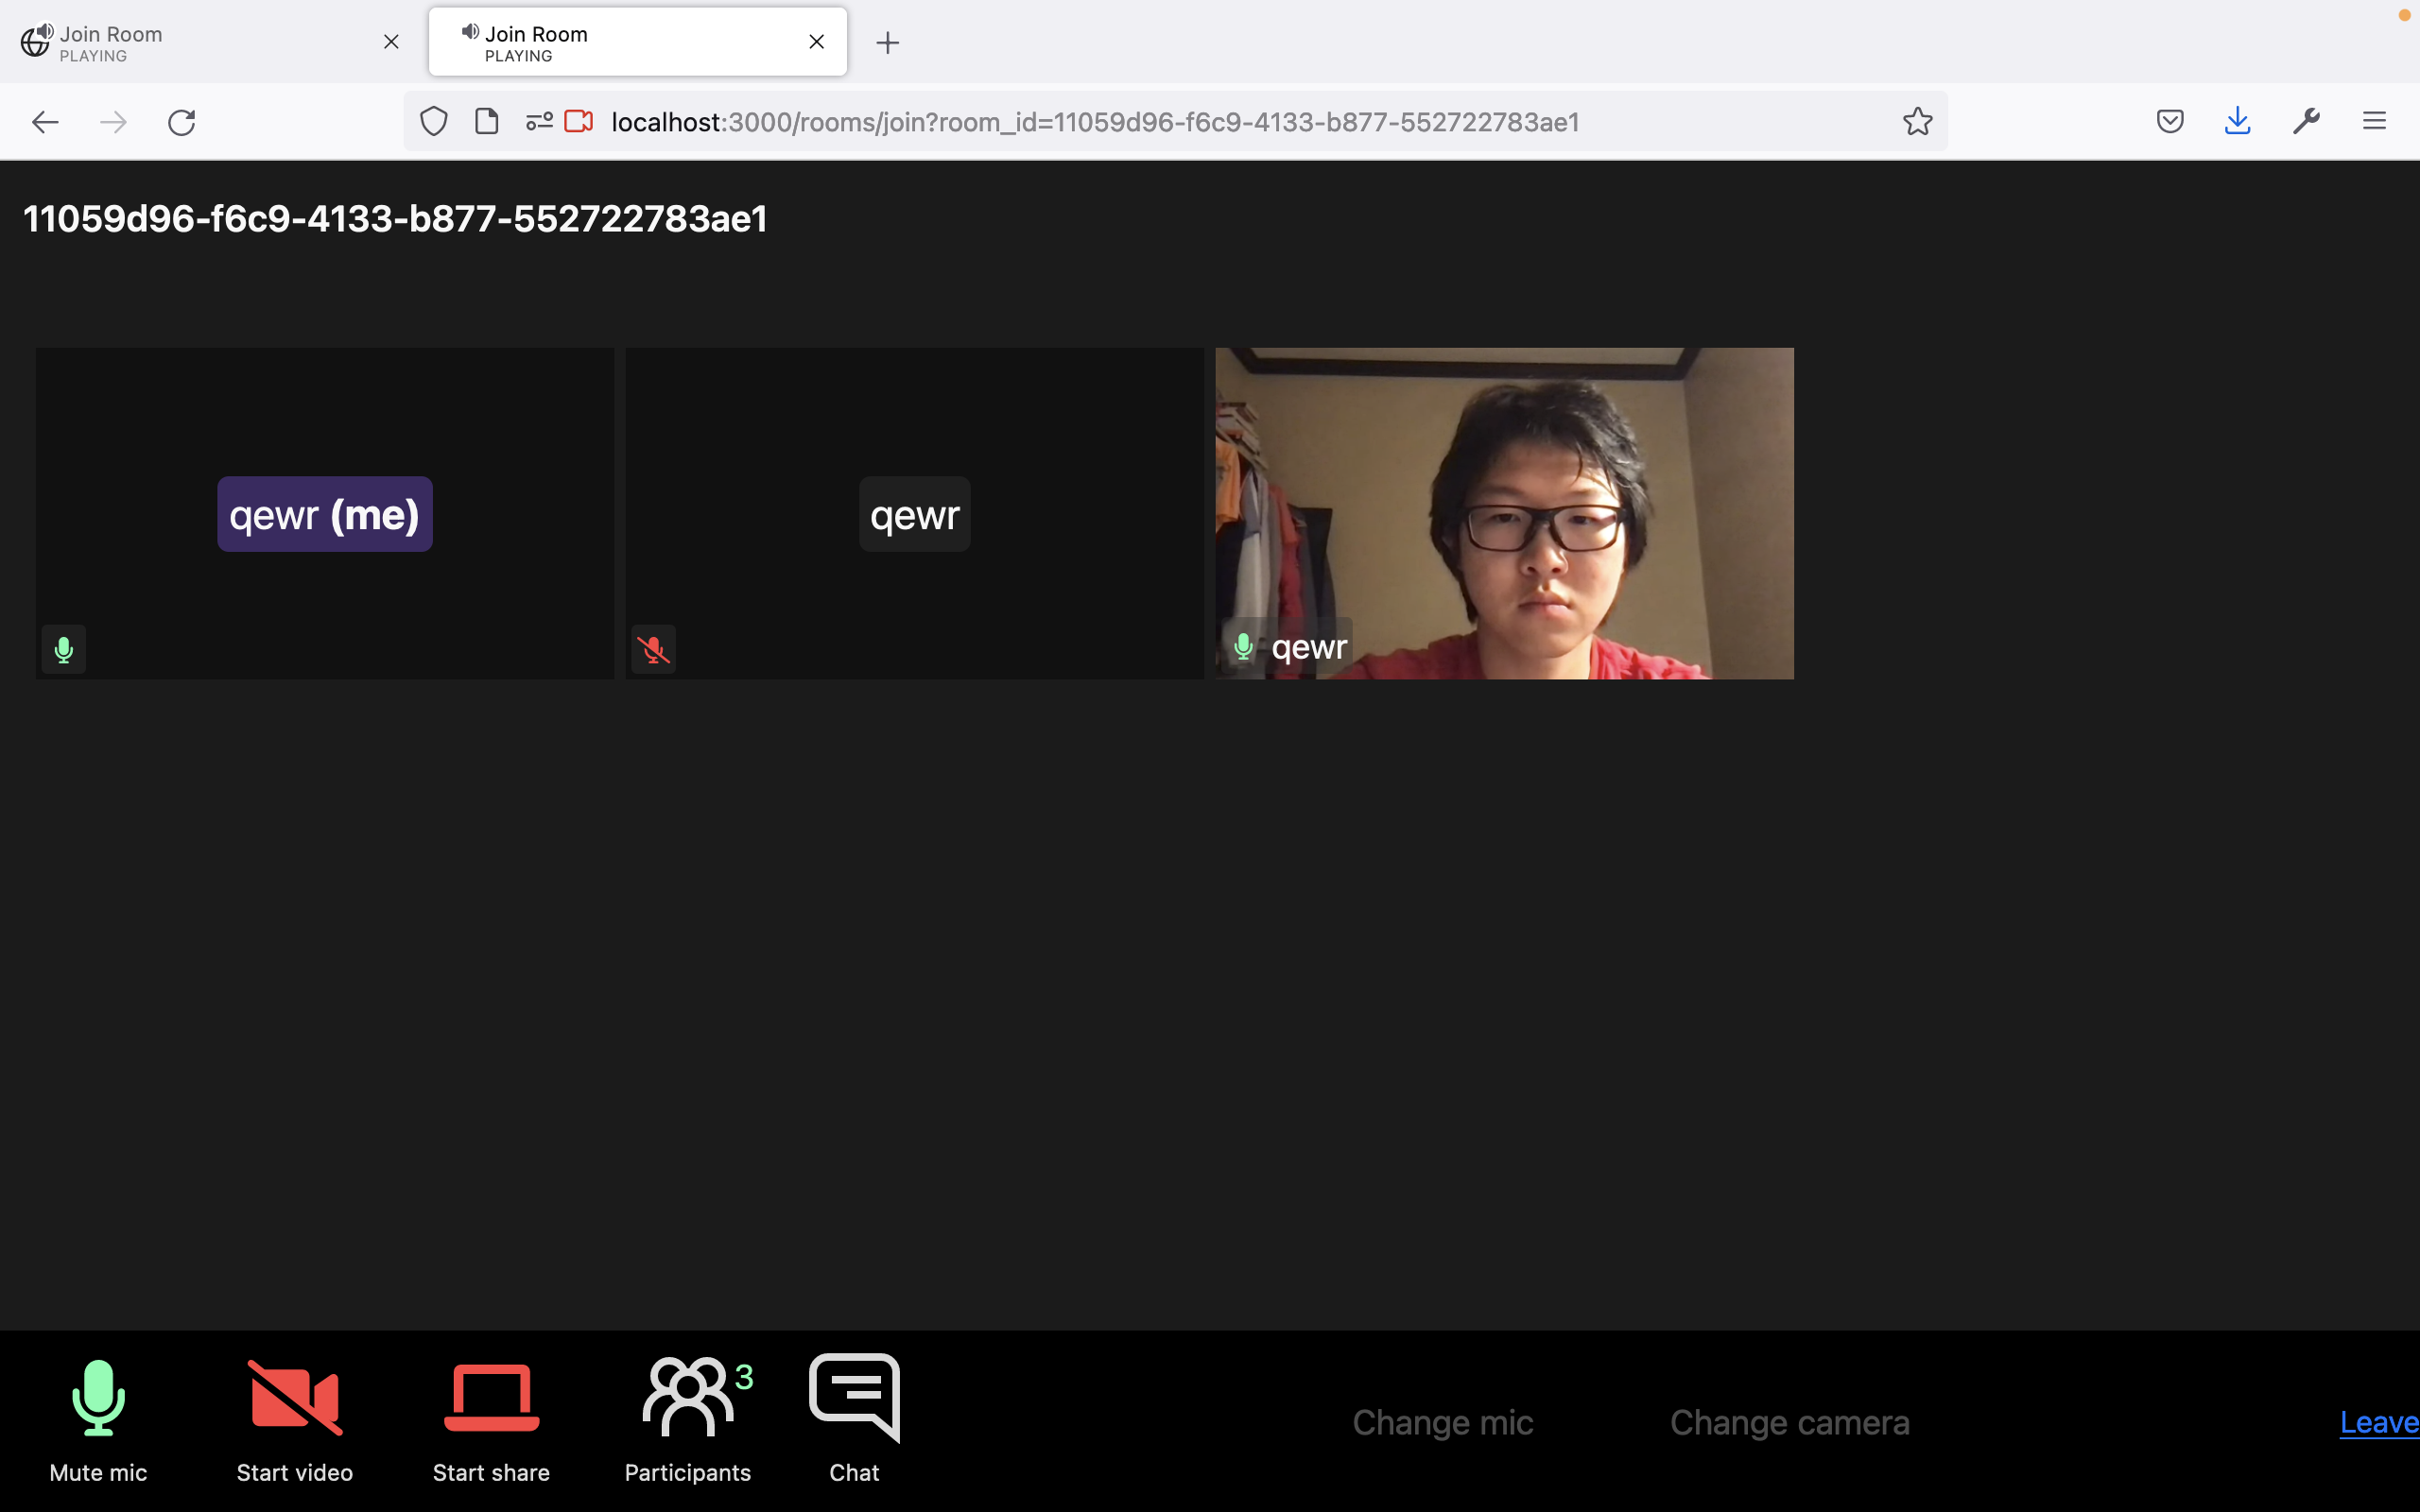 Join Room
PLAYING
Join Room
PLAYING
localhost:3000/rooms/join?room_id=11059d96-f6c9-4133-b877-552722783ae1
11059d96-f6c9-4133-b877-552722783ae1
qewr (me)
qewr
qewr
3
Mute mic
Start video
Start share
Participants
Chat
Change mic
Change camera
Leave